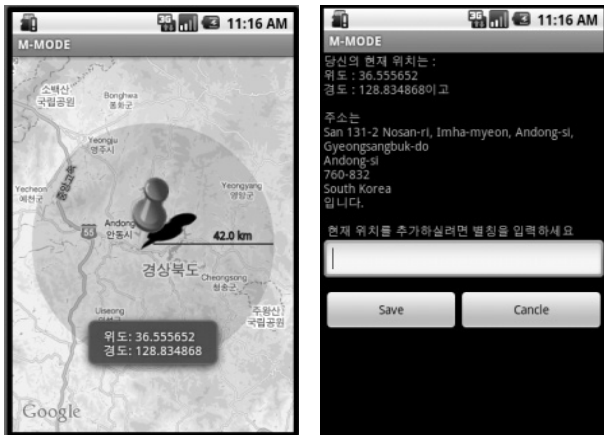 11:16 AM
M-MODE
소백산
국립공원
Bonghwa
봉화군
Yeongju
영주시
중앙고속
Yecheon
예천군
Yeongyang
영양군
55
Andong
안동시
42.0 km
경상북도
Cheongsong
청송군
Uiseong
주왕산
국립공원
위도: 36.555652
경도: 128.834868
Google
3G
11:16 AM
M-MODE
당신의 현재 위치는 :
위도 : 36.555652
경도 : 128.834868이고
주소는
San 131-2 Nosan-ri, Imha-myeon, Andong-si,
Gyeongsangbuk-do
Andong-si
760-832
South Korea
입니다.
현재 위치를 추가하실려면 별칭을 입력하세요
Save
Cancle